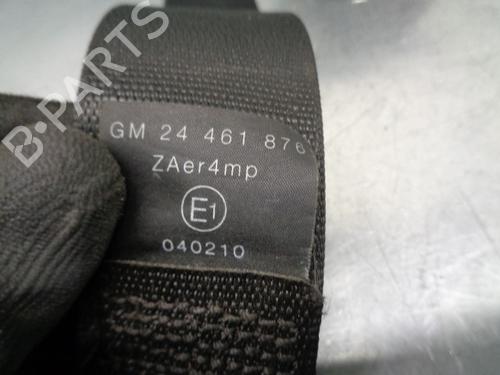 B-PARTS
GM 24 461 876
ZAer4mp
E1
040210